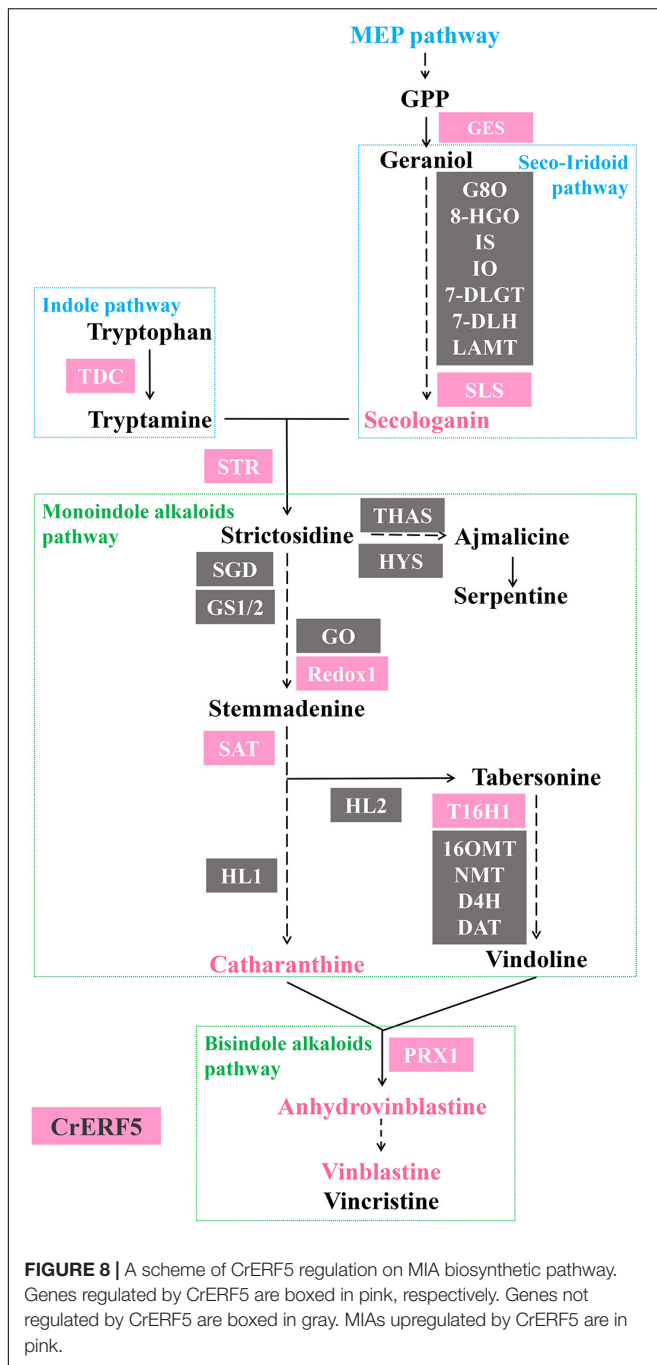 MEP pathway
GPP
GES
Geraniol
Seco-Iridoid
pathway
G8O
8-HGO
IS
IO
7-DLGT
7-DLH
LAMT
SLS
Secologanin
Indole pathway
Tryptophan
TDC
Tryptamine
STR
Monoindole alkaloids
pathway
Strictosidine
THAS
HYS
Ajmalicine
Serpentine
SGD
GS1/2
GO
Redox1
Stemmadenine
SAT
HL2
Tabersonine
T16H1
16OMT
NMT
D4H
DAT
HL1
Catharanthine
Vindoline
Bisindole alkaloids
pathway
PRX1
Anhydrovinblastine
CrERF5
Vinblastine
Vincristine
FIGURE 8 | A scheme of CrERF5 regulation on MIA biosynthetic pathway.
Genes regulated by CrERF5 are boxed in pink, respectively. Genes not
regulated by CrERF5 are boxed in gray. MIAs upregulated by CrERF5 are in
pink.